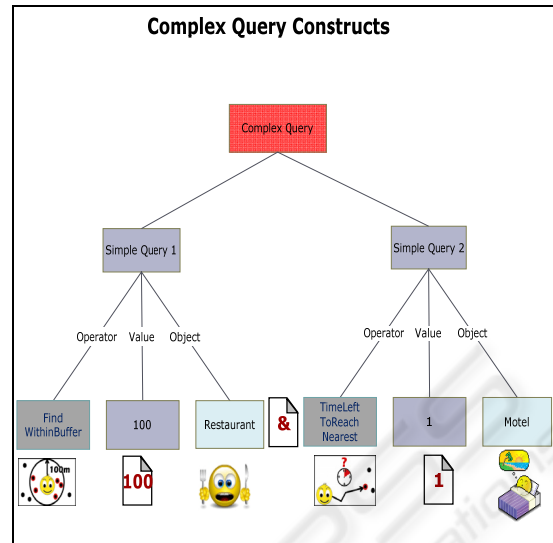 Complex Query Constructs
Complex Query
Simple Query 1
Simple Query 2
Operator Value Object
Operator Value Object
Find
WithinBuffer
100
Restaurant
&
TimeLeft
ToReach
Nearest
1
Motel
100m
100
?
1